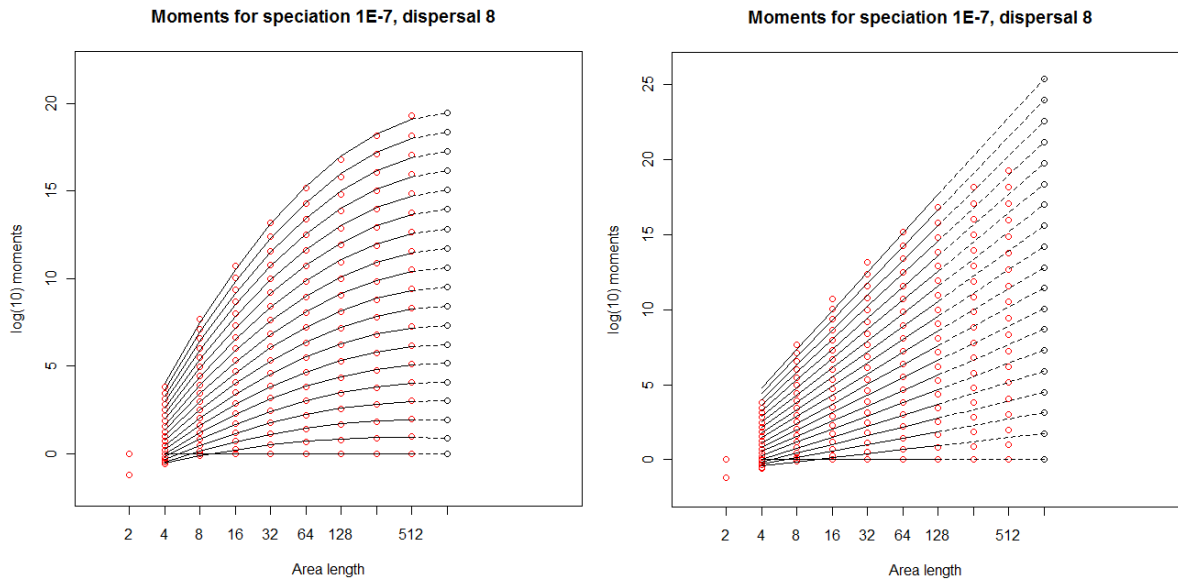 Moments for speciation 1E-7, dispersal 8
log(10) moments
20
15
10
5
0
2 4 8 16 32 64 128 512
Area length
Moments for speciation 1E-7, dispersal 8
log(10) moments
25
20
15
10
5
0
2 4 8 16 32 64 128 512
Area length